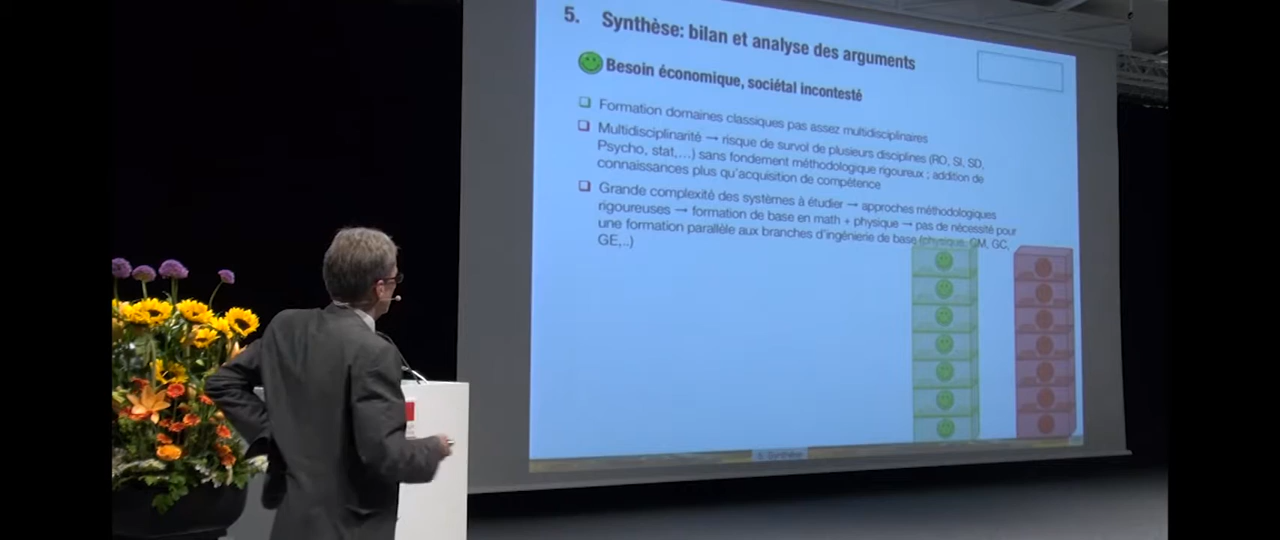 5. Synthèse: bilan et analyse des arguments
Besoin économique, sociétal incontesté
Formation domaines classiques pas assez multidisciplinaires
Multidisciplinarité → risque de survol de plusieurs disciplines (RO, SI, SD,
Psycho, stat,...) sans fondement méthodologique rigoureux ; addition de
connaissances plus qu'acquisition de compétence
Grande complexité des systèmes à étudier → approches méthodologiques
rigoureuses → formation de base en math + physique → pas de nécessité pour
une formation parallèle aux branches d'ingénierie de base (physique, GM, GC,
GE,..)
5. Synthèse